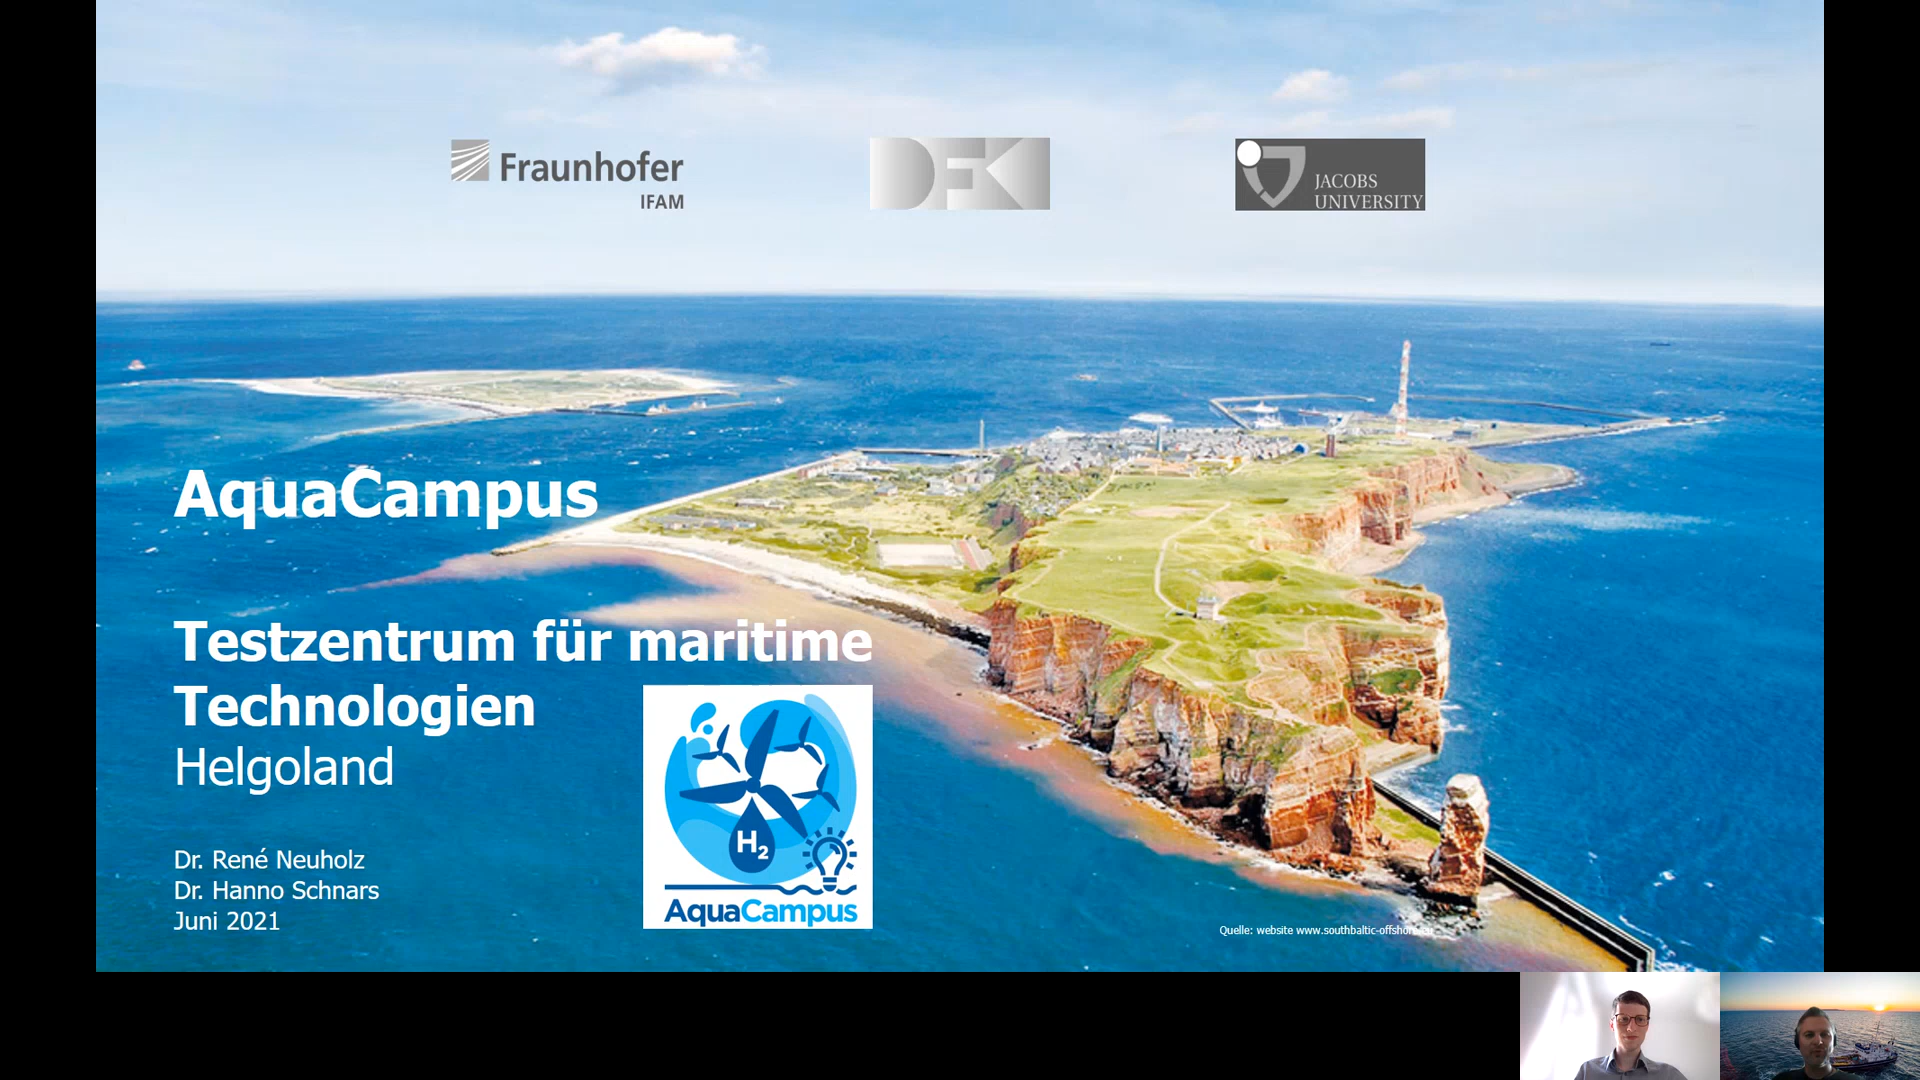 Fraunhofer
IFAM
DFK
JACOBS
UNIVERSITY
AquaCampus
Testzentrum für maritime
Technologien
Helgoland
Dr. René Neuholz
Dr. Hanno Schnars
Juni 2021
H2
AquaCampus
Quelle: website www.southbaltic-offshore.eu